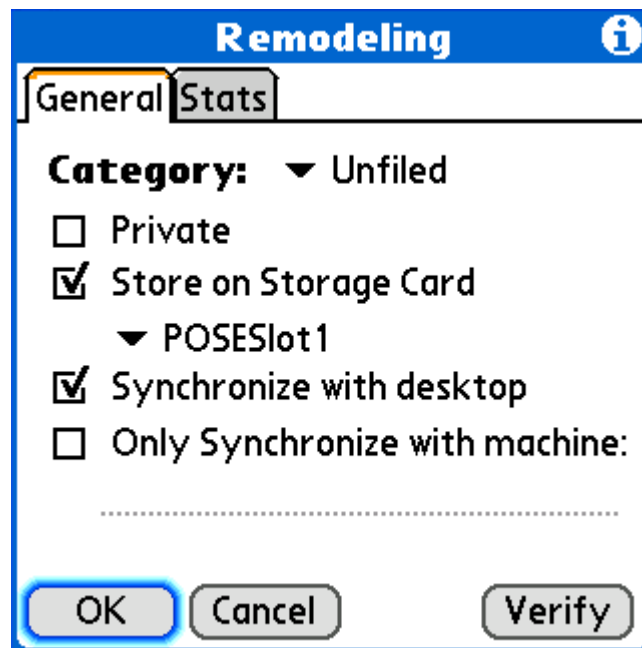 Remodeling
General Stats
Category: Unfiled
Private
Store on Storage Card
POSESlot1
Synchronize with desktop
Only Synchronize with machine:
OK Cancel Verify